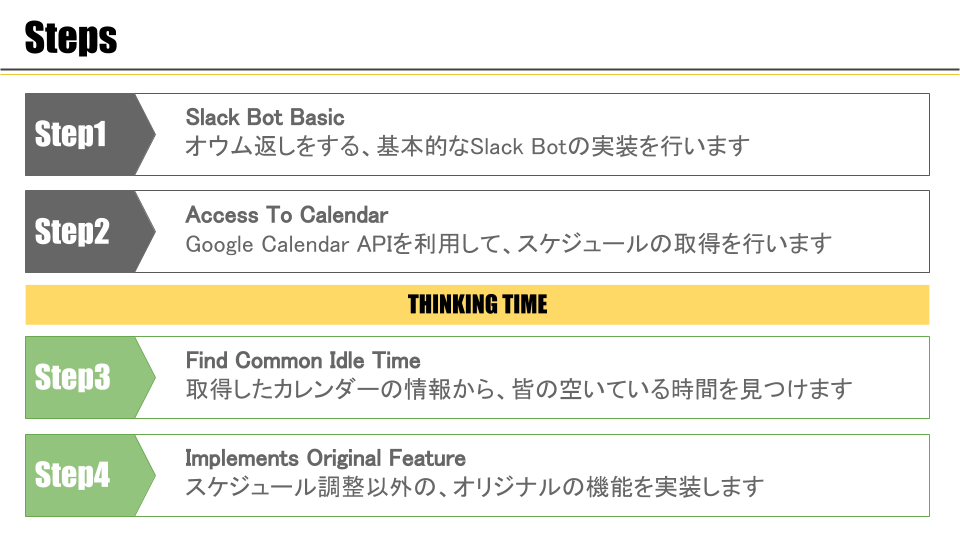 Steps
Step1
Slack Bot Basic
オウム返しをする、基本的なSlack Botの実装を行います
Step2
Access To Calendar
Google Calendar APIを利用して、スケジュールの取得を行います
THINKING TIME
Step3
Find Common Idle Time
取得したカレンダーの情報から、皆の空いている時間を見つけます
Step4
Implements Original Feature
スケジュール調整以外の、オリジナルの機能を実装します